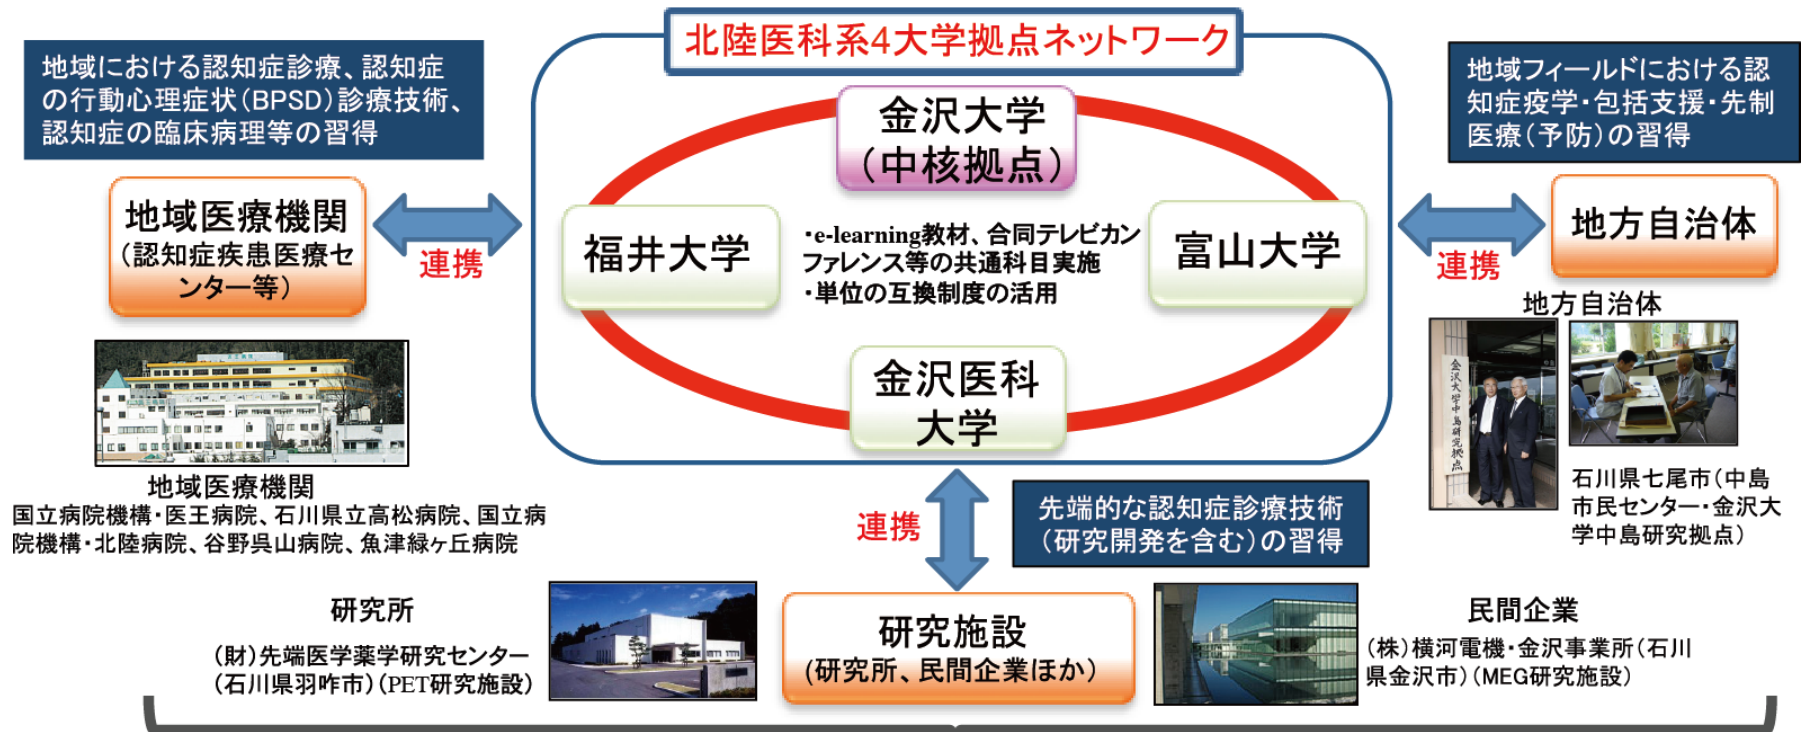 北陸医科系4大学拠点ネットワーク
地域における認知症診療、認知症
の行動心理症状(BPSD)診療技術、
認知症の臨床病理等の習得
地域フィールドにおける認
知症疫学・包括支援・先制
医療(予防)の習得
金沢大学
(中核拠点)
地域医療機関
(認知症疾患医療セ
ンター等)
連携
福井大学
・e-learning教材、合同テレビカン
ファレンス等の共通科目実施
・単位の互換制度の活用
富山大学
連携
地方自治体
金沢医科
大学
地方自治体
金沢大学中島研究拠点
石川県七尾市(中島
市民センター・金沢大
学中島研究拠点)
地域医療機関
国立病院機構・医王病院、石川県立高松病院、国立病
院機構・北陸病院、谷野呉山病院、魚津緑ヶ丘病院
連携
先端的な認知症診療技術
(研究開発を含む)の習得
研究所
(財)先端医学薬学研究センター
(石川県羽咋市)(PET研究施設)
研究施設
(研究所、民間企業ほか)
民間企業
(株)横河電機・金沢事業所(石川
県金沢市)(MEG研究施設)